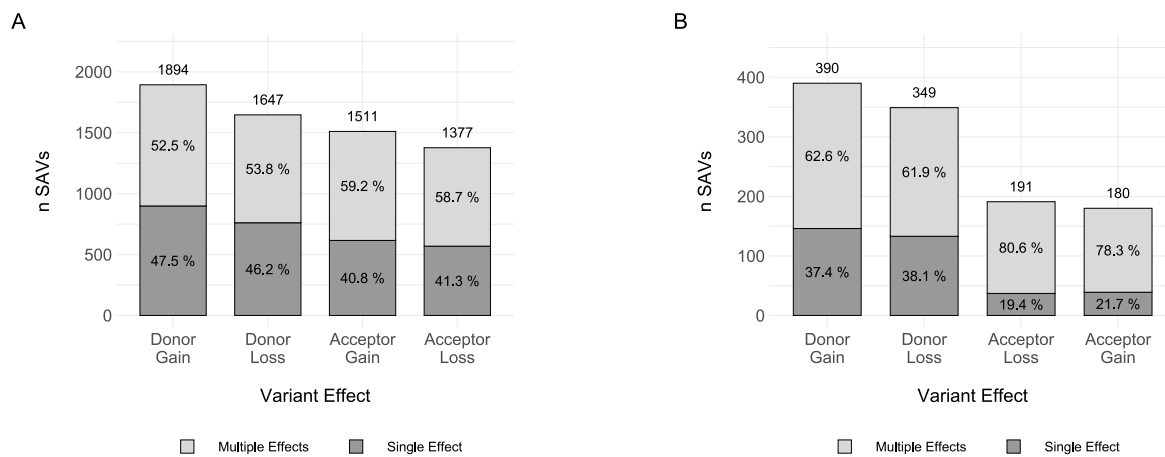 A
n SAVs
2000
1500
1000
500
0
1894
1647
1511
1377
52.5 %
53.8 %
59.2 %
58.7 %
47.5 %
46.2 %
40.8 %
41.3 %
Donor
Gain
Donor
Loss
Acceptor
Gain
Acceptor
Loss
Variant Effect
Multiple Effects
Single Effect
B
n SAVs
400
300
200
100
0
390
349
191
180
62.6 %
61.9 %
80.6 %
78.3 %
37.4 %
38.1 %
19.4 %
21.7 %
Donor
Gain
Donor
Loss
Acceptor
Loss
Acceptor
Gain
Variant Effect
Multiple Effects
Single Effect